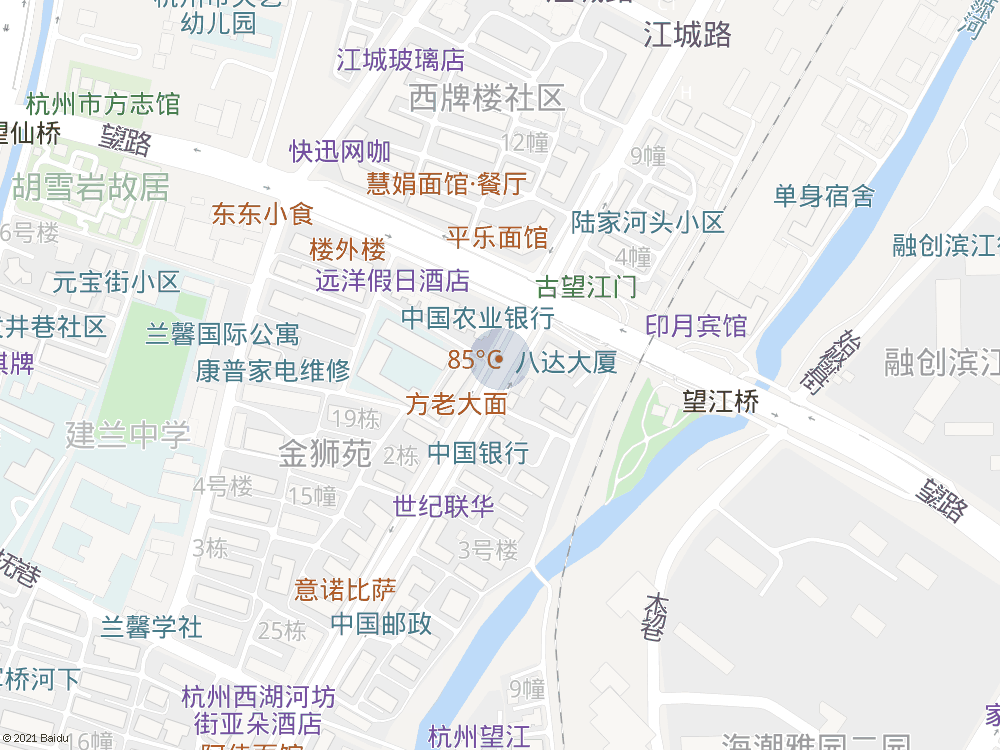 幼儿园
江城路
江城玻璃店
西牌楼社区
杭州市方志馆
12幢
H
望仙桥
望江路
快迅网咖
9幢
慧娟面馆·餐厅
胡雪岩故居
单身宿舍
东东小食
陆家河头小区
6号楼
楼外楼
平乐面馆
4幢
元宝街小区
远洋假日酒店
古望江门
中国农业银行
井巷社区
兰馨国际公寓
印月宾馆
棋牌
康普家电维修
85°C
八达大厦
融创滨江
望江桥
方老大面
19栋
建兰中学
金狮苑
2栋
中国银行
4号楼
15幢
世纪联华
望江路
3栋
3号楼
抚巷
意诺比萨
木场巷
兰馨学社
25栋
中国邮政
桥河下
杭州西湖河坊
街亚朵酒店
9幢
杭州望江
海潮雅园二园
16幢
© 2021 Baidu